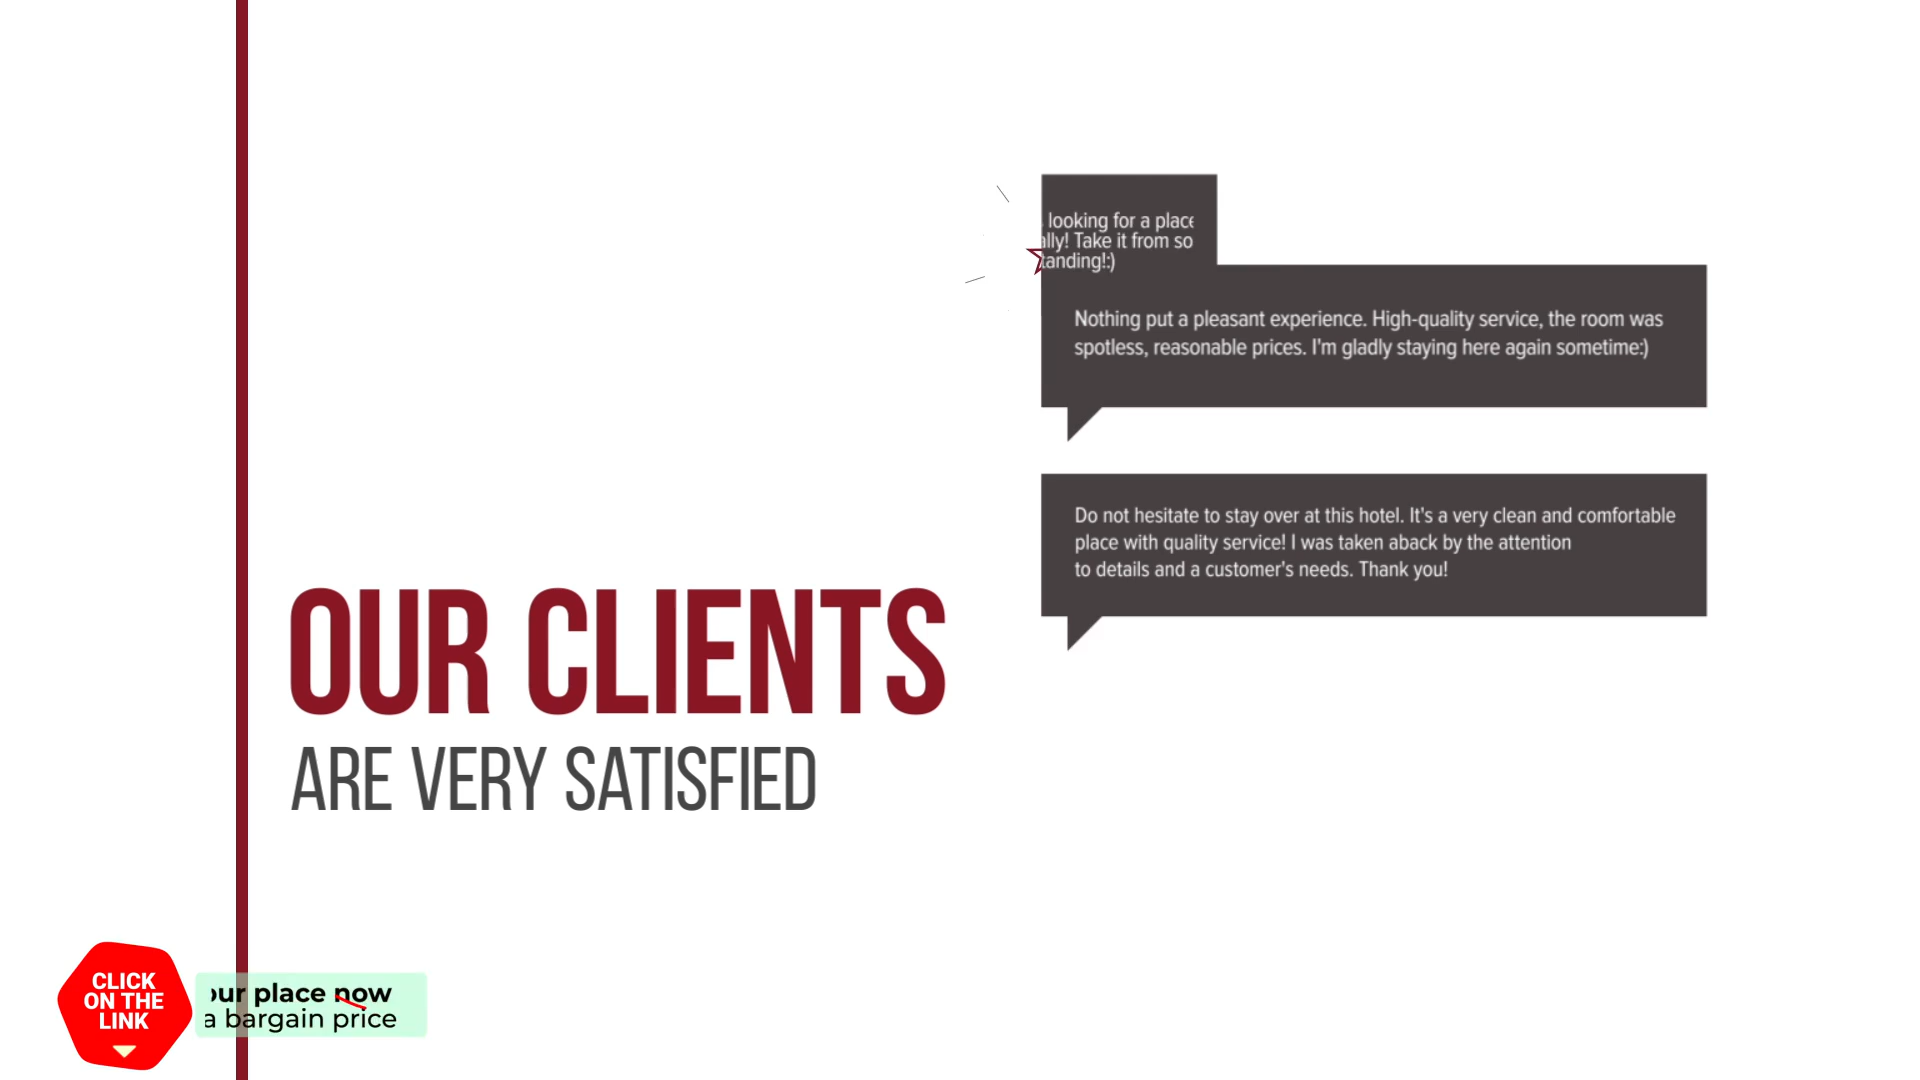 looking for a place
ally! Take it from so
tanding!:)
Nothing put a pleasant experience. High-quality service, the room was
spotless, reasonable prices. I'm gladly staying here again sometime:)
Do not hesitate to stay over at this hotel. It's a very clean and comfortable
place with quality service! I was taken aback by the attention
to details and a customer's needs. Thank you!
OUR CLIENTS
ARE VERY SATISFIED
CLICK
ON THE
LINK
our place now
a bargain price